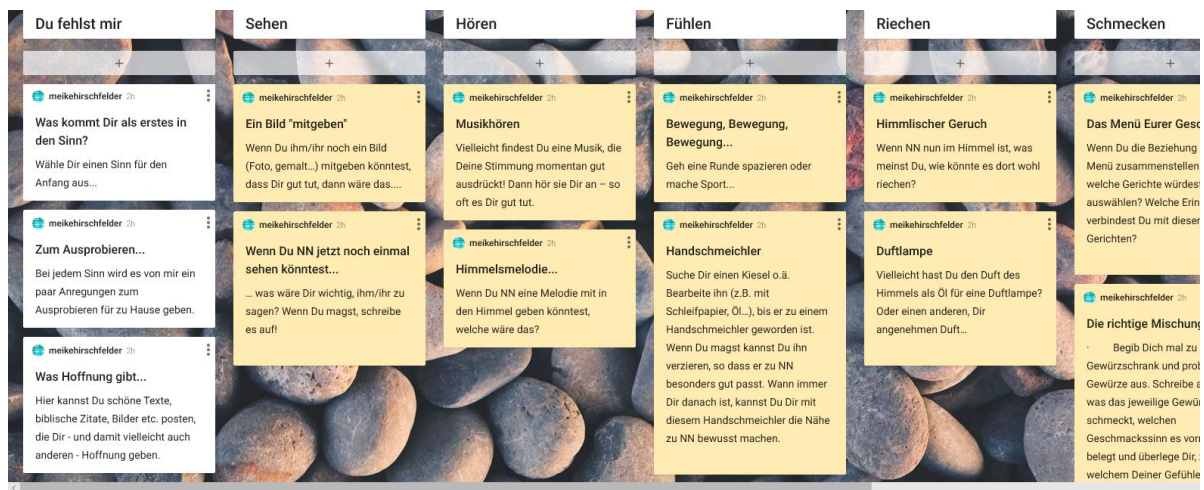 Du fehlst mir
+
meikehirschfelder 2h
Was kommt Dir als erstes in
den Sinn?
Wähle Dir einen Sinn für den
Anfang aus...
meikehirschfelder 2h
Zum Ausprobieren...
Bei jedem Sinn wird es von mir ein
paar Anregungen zum
Ausprobieren für zu Hause geben.
meikehirschfelder 2h
Was Hoffnung gibt...
Hier kannst Du schöne Texte,
biblische Zitate, Bilder etc. posten,
die Dir - und damit vielleicht auch
anderen - Hoffnung geben.
Sehen
+
meikehirschfelder 2h
Ein Bild "mitgeben"
Wenn Du ihm/ihr noch ein Bild
(Foto, gemalt...) mitgeben könntest,
dass Dir gut tut, dann wäre das....
meikehirschfelder 2h
Wenn Du NN jetzt noch einmal
sehen könntest...
... was wäre Dir wichtig, ihm/ihr zu
sagen? Wenn Du magst, schreibe
es auf!
Hören
+
meikehirschfelder 2h
Musikhören
Vielleicht findest Du eine Musik, die
Deine Stimmung momentan gut
ausdrückt! Dann hör sie Dir an – so
oft es Dir gut tut.
meikehirschfelder 2h
Himmelsmelodie...
Wenn Du NN eine Melodie mit in
den Himmel geben könntest,
welche wäre das?
Fühlen
+
meikehirschfelder 2h
Bewegung, Bewegung,
Bewegung...
Geh eine Runde spazieren oder
mache Sport...
meikehirschfelder 2h
Handschmeichler
Suche Dir einen Kiesel o.ä.
Bearbeite ihn (z.B. mit
Schleifpapier, Öl...), bis er zu einem
Handschmeichler geworden ist.
Wenn Du magst kannst Du ihn
verzieren, so dass er zu NN
besonders gut passt. Wann immer
Dir danach ist, kannst Du Dir mit
diesem Handschmeichler die Nähe
zu NN bewusst machen.
Riechen
+
meikehirschfelder 2h
Himmlischer Geruch
Wenn NN nun im Himmel ist, was
meinst Du, wie könnte es dort wohl
riechen?
meikehirschfelder 2h
Duftlampe
Vielleicht hast Du den Duft des
Himmels als Öl für eine Duftlampe?
Oder einen anderen, Dir
angenehmen Duft...
Schmecken
+
meikehirschfelder 2h
Das Menü Eurer Gesc
Wenn Du die Beziehung
Menü zusammenstellen
welche Gerichte würdest
auswählen? Welche Erin
verbindest Du mit dieser
Gerichten?
meikehirschfelder 2h
Die richtige Mischung
· Begib Dich mal zu
Gewürzschrank und prob
Gewürze aus. Schreibe a
was das jeweilige Gewür
schmeckt, welchen
Geschmackssinn es vorr
belegt und überlege Dir,
welchem Deiner Gefühle